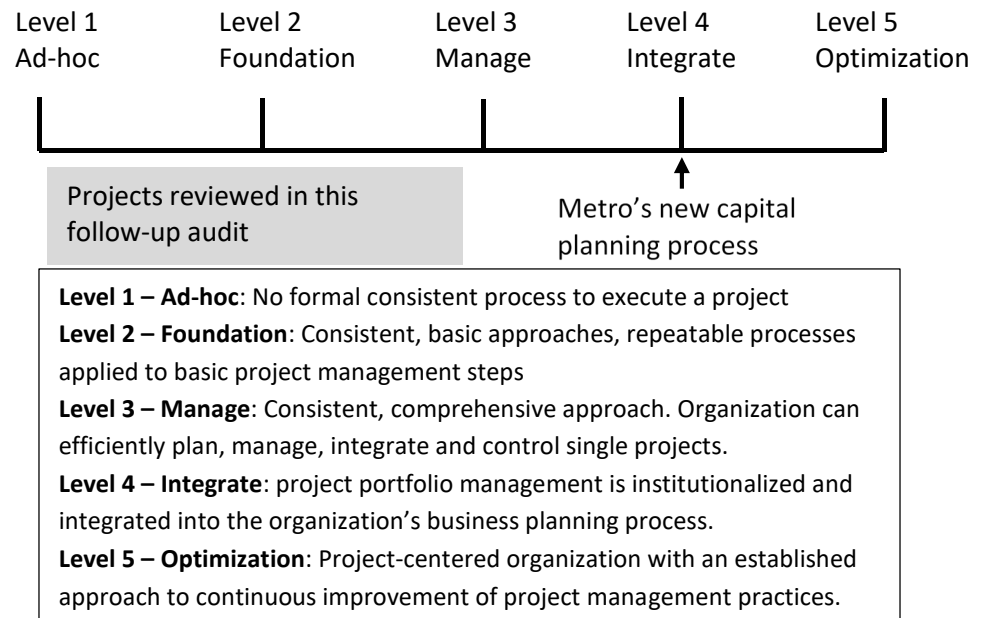 Level 1 Level 2 Level 3 Level 4 Level 5
Ad-hoc Foundation Manage Integrate Optimization
Projects reviewed in this
follow-up audit
Metro’s new capital
planning process
Level 1 – Ad-hoc: No formal consistent process to execute a project
Level 2 – Foundation: Consistent, basic approaches, repeatable processes
applied to basic project management steps
Level 3 – Manage: Consistent, comprehensive approach. Organization can
efficiently plan, manage, integrate and control single projects.
Level 4 – Integrate: project portfolio management is institutionalized and
integrated into the organization’s business planning process.
Level 5 – Optimization: Project-centered organization with an established
approach to continuous improvement of project management practices.